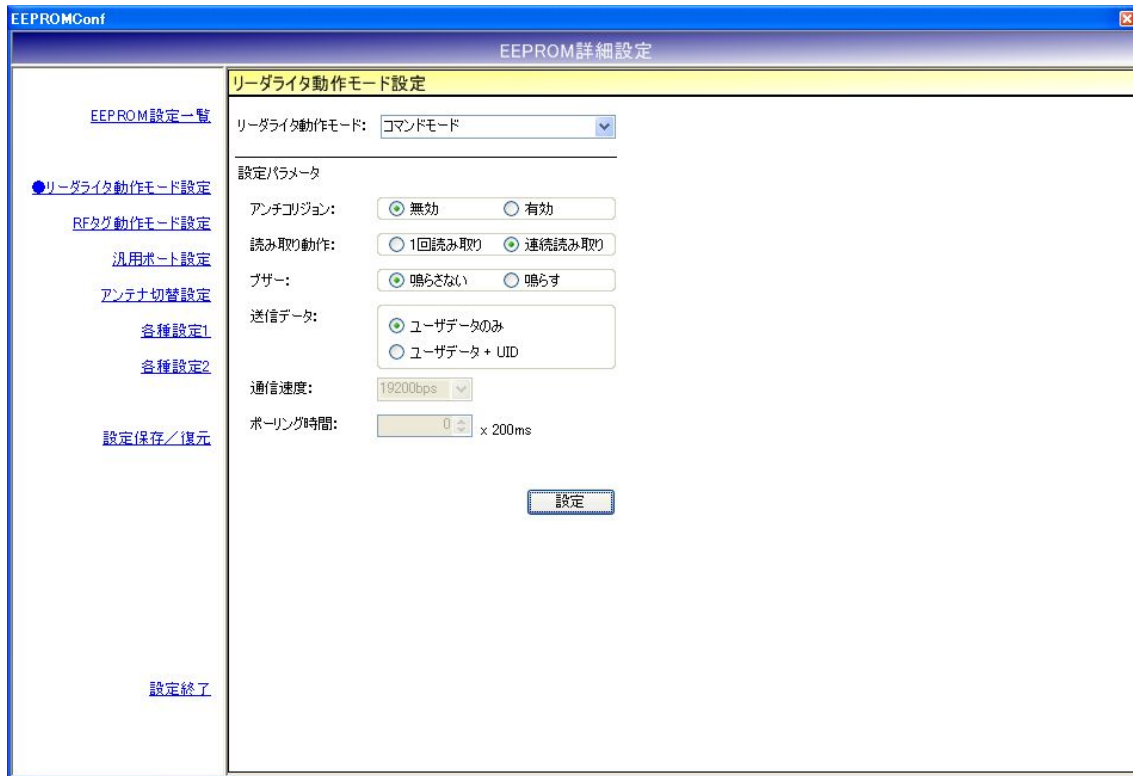 EEPROMConf
EEPROM詳細設定
EEPROM設定一覧
●リーダライタ動作モード設定
RFタグ動作モード設定
汎用ポート設定
アンテナ切替設定
各種設定1
各種設定2
設定保存／復元
設定終了
リーダライタ動作モード設定
リーダライタ動作モード: コマンドモード
設定パラメータ
アンチコリジョン: 無効 有効
読み取り動作: 1回読み取り 連続読み取り
ブザー: 鳴らさない 鳴らす
送信データ: ユーザデータのみ
ユーザデータ + UID
通信速度: 19200bps
ポーリング時間: 0 x 200ms
設定